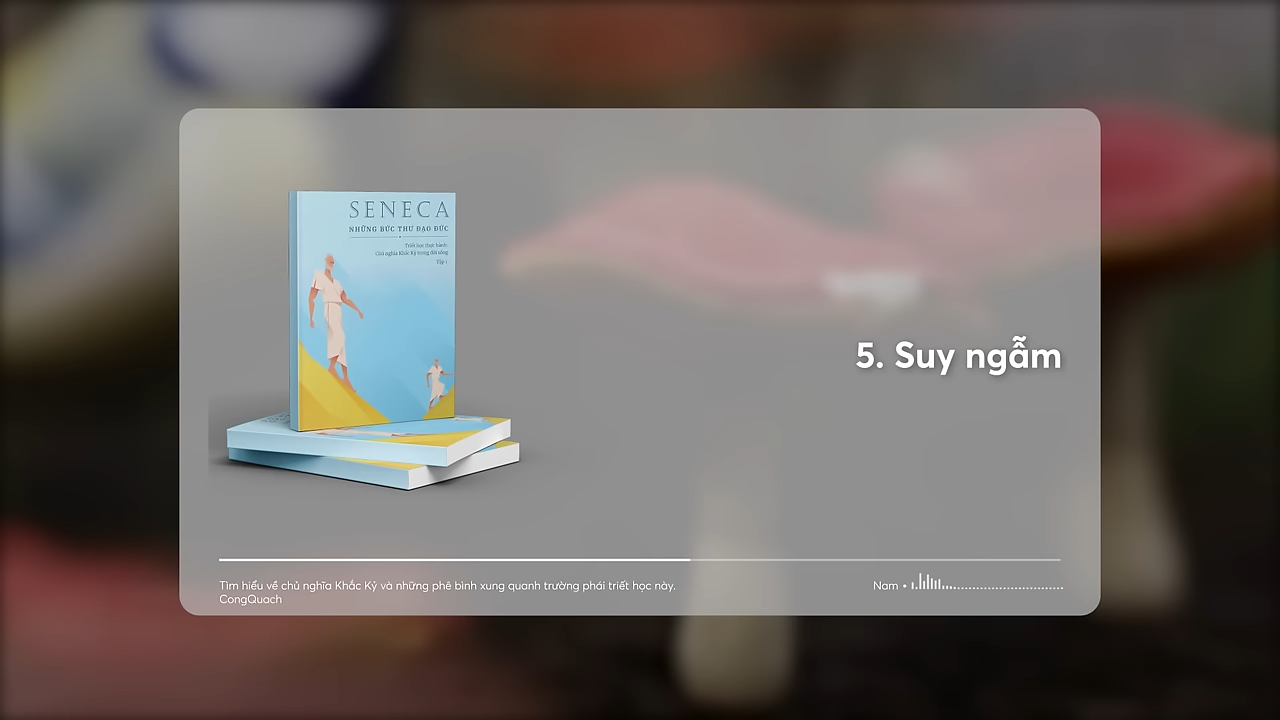 SENECA
NHỮNG BỨC THƯ ĐẠO ĐỨC
Triết học thực hành:
Chủ nghĩa Khắc Kỷ trong đời sống
Tập 1
5. Suy ngẫm
Tìm hiểu về chủ nghĩa Khắc Kỷ và những phê bình xung quanh trường phái triết học này.
CongQuach
Nam •